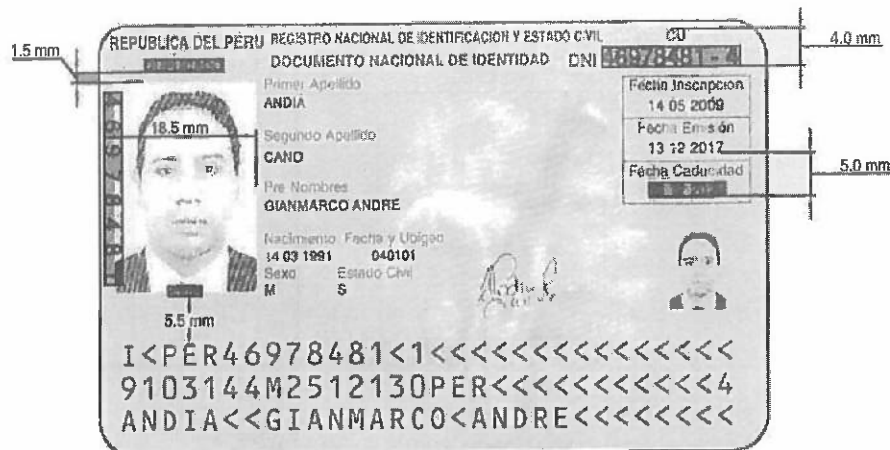 REPUBLICA DEL PERU REGISTRO NACIONAL DE IDENTIFICACION Y ESTADO CIVIL CU
DOCUMENTO NACIONAL DE IDENTIDAD DNI 46978481-4
1.5 mm
4.0 mm
Primer Apellido
ANDIA
Segundo Apellido
CANO
Pre Nombres
GIANMARCO ANDRE
Nacimiento Fecha y Ubigeo
14 03 1991 040101
Sexo Estado Civil
M S
Fecha Inscripcion
14 05 2009
Fecha Emisión
13 12 2017
Fecha Caducidad
5.0 mm
18.5 mm
5.5 mm
I<PER46978481<1<<<<<<<<<<<<<<<
9103144M2512130PER<<<<<<<<<<<4
ANDIA<<GIANMARCO<ANDRE<<<<<<<<